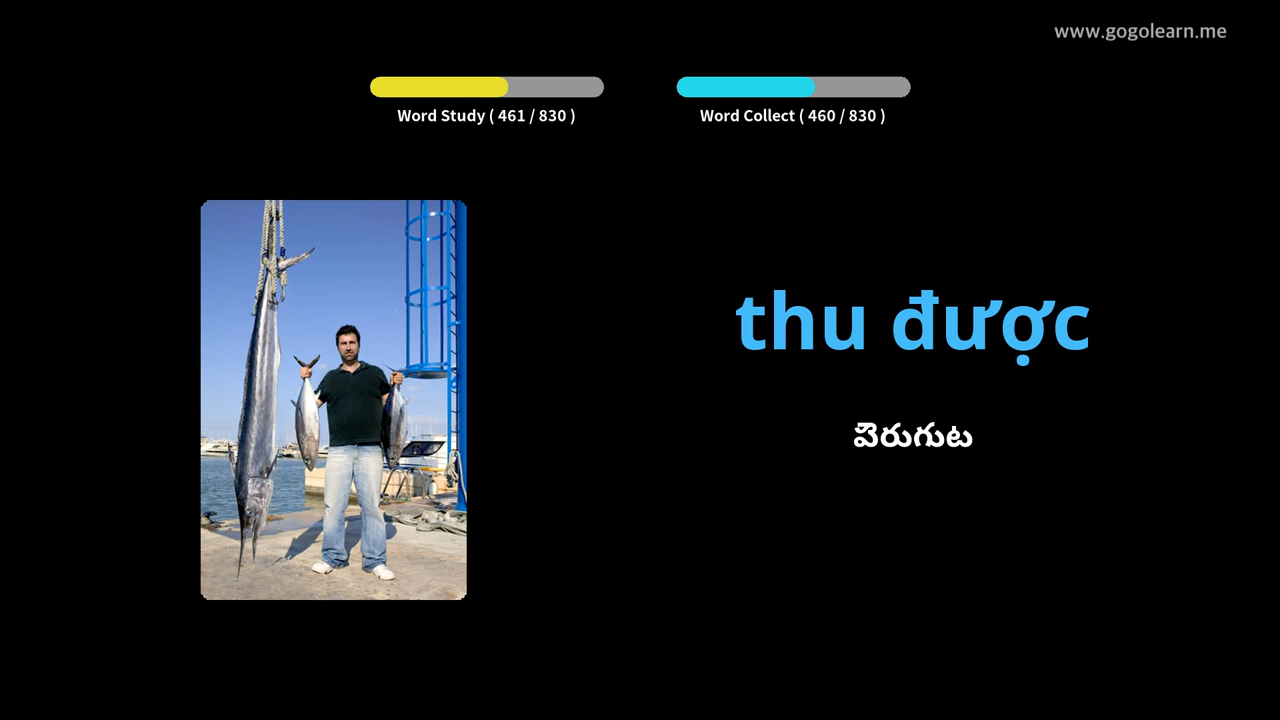 www.gogolearn.me
Word Study ( 461 / 830 )
Word Collect ( 460 / 830 )
thu được
పెరుగుట